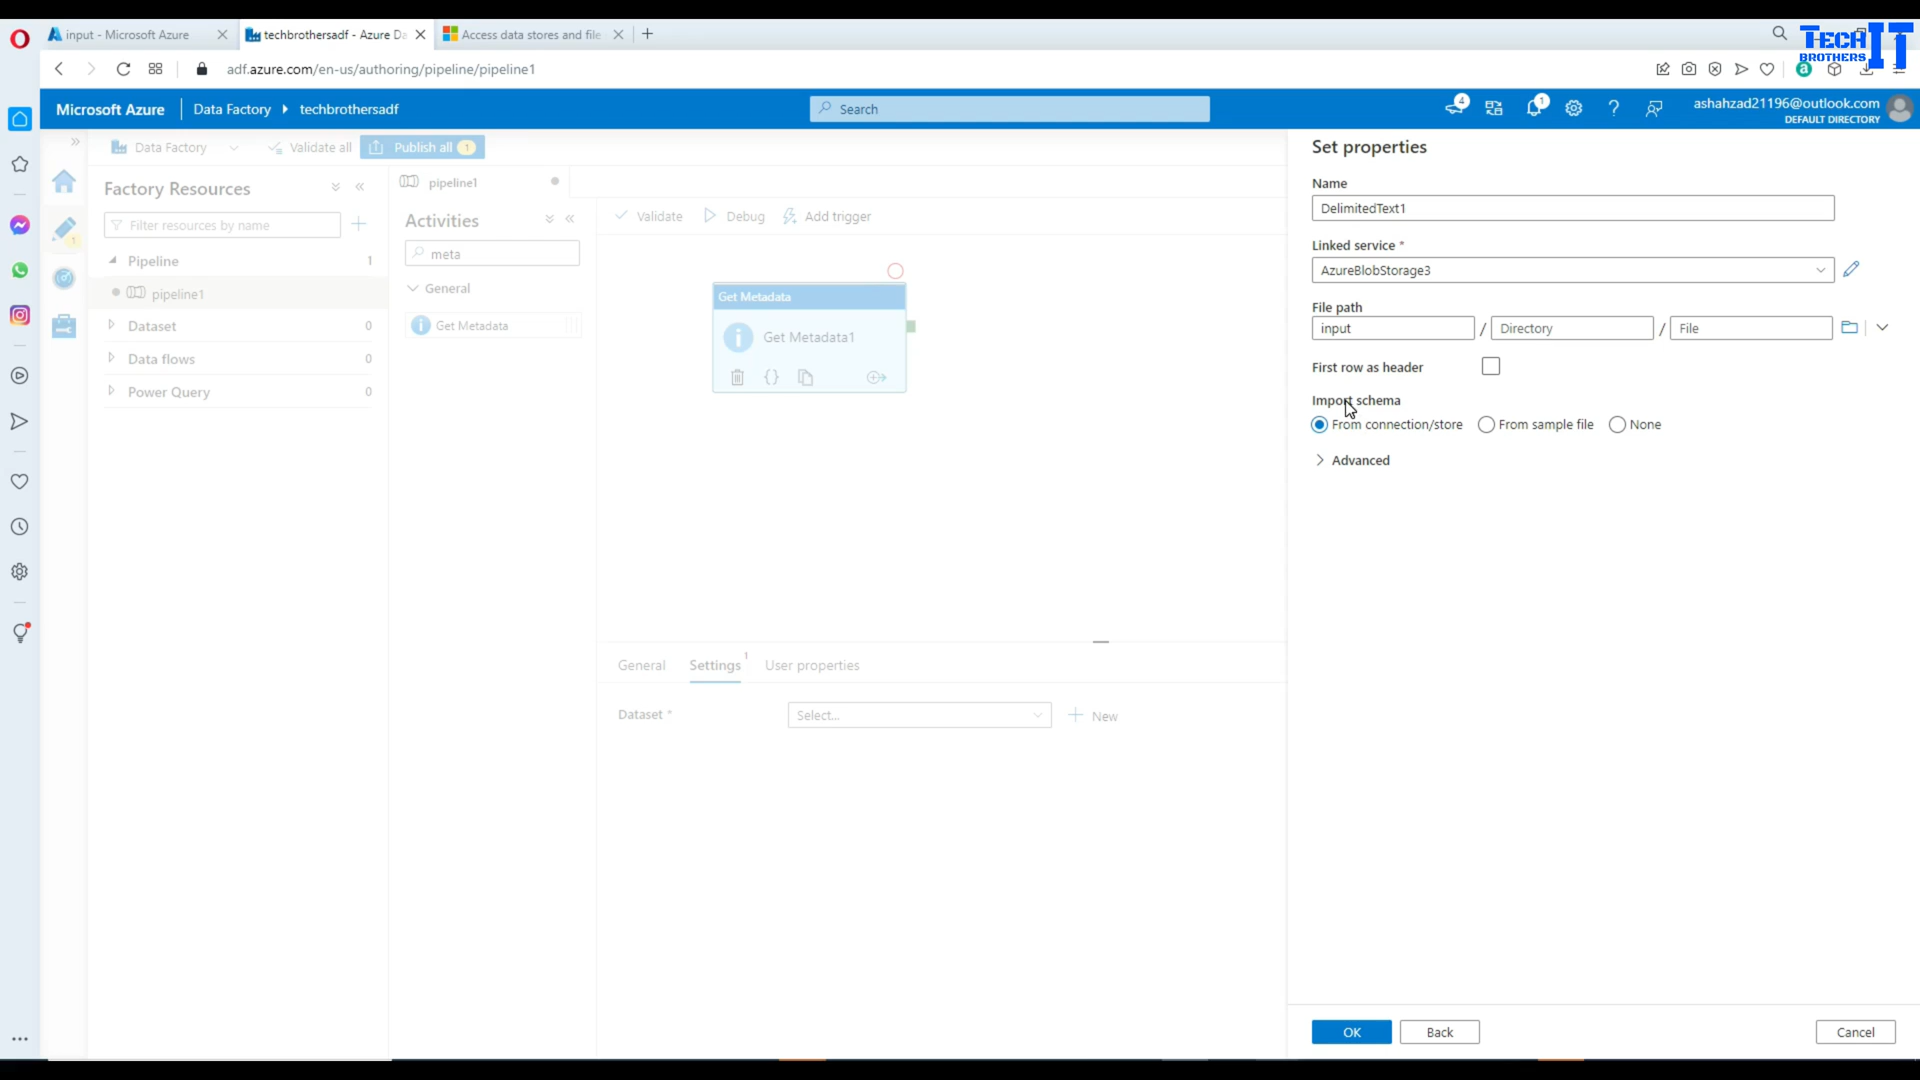 input - Microsoft Azure
techbrothersadf - Azure Da
Access data stores and file
TECH IT
BROTHERS
adf.azure.com/en-us/authoring/pipeline/pipeline1
a
Microsoft Azure
Data Factory
techbrothersadf
Search
4
1
ashahzad21196@outlook.com
DEFAULT DIRECTORY
Data Factory
Validate all
Publish all
1
Set properties
Factory Resources
pipeline1
Name
Activities
DelimitedText1
Validate
Debug
Add trigger
Filter resources by name
1
Linked service *
meta
Pipeline
1
AzureBlobStorage3
General
pipeline1
Get Metadata
File path
Get Metadata
Get Metadata1
input / Directory / File
Dataset
0
Data flows
0
First row as header
Power Query
0
Import schema
From connection/store
From sample file
None
Advanced
General
Settings
1
User properties
Dataset *
Select...
New
OK
Back
Cancel